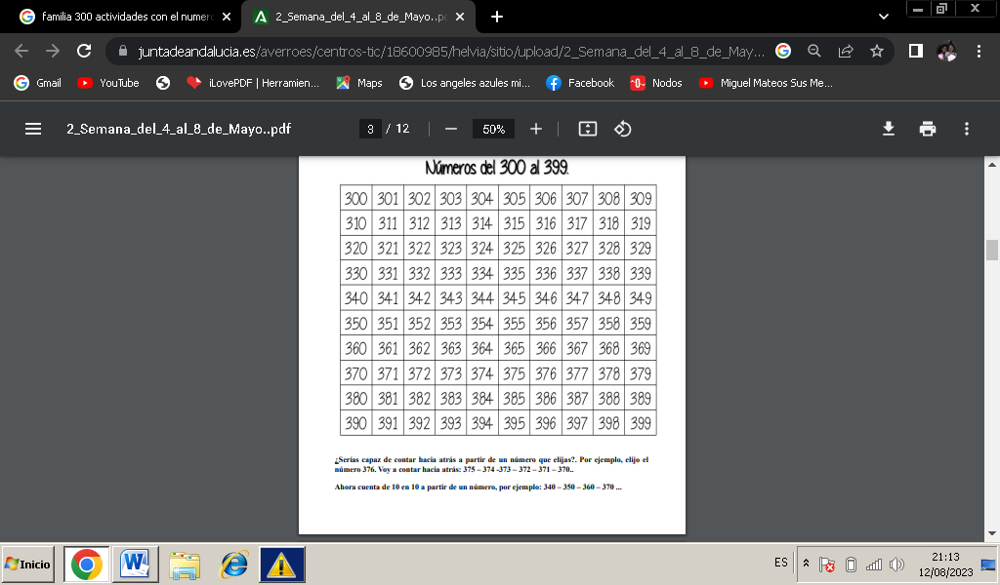 familia 300 actividades con el numero
2_Semana_del_4_al_8_de_Mayo..pd
juntadeandalucia.es/averroes/centros-tic/18600985/helvia/sitio/upload/2_Semana_del_4_al_8_de_May...
Gmail YouTube iLovePDF | Herramien... Maps Los angeles azules mi... Facebook Nodos Miguel Mateos Sus Me...
2_Semana_del_4_al_8_de_Mayo..pdf 3 / 12 50%
Números del 300 al 399.
300 301 302 303 304 305 306 307 308 309
310 311 312 313 314 315 316 317 318 319
320 321 322 323 324 325 326 327 328 329
330 331 332 333 334 335 336 337 338 339
340 341 342 343 344 345 346 347 348 349
350 351 352 353 354 355 356 357 358 359
360 361 362 363 364 365 366 367 368 369
370 371 372 373 374 375 376 377 378 379
380 381 382 383 384 385 386 387 388 389
390 391 392 393 394 395 396 397 398 399
¿Serías capaz de contar hacia atrás a partir de un número que elijas?. Por ejemplo, elijo el
número 376. Voy a contar hacia atrás: 375 – 374 -373 – 372 – 371 – 370..
Ahora cuenta de 10 en 10 a partir de un número, por ejemplo: 340 – 350 – 360 – 370 ...
Inicio ES 21:13
12/08/2023